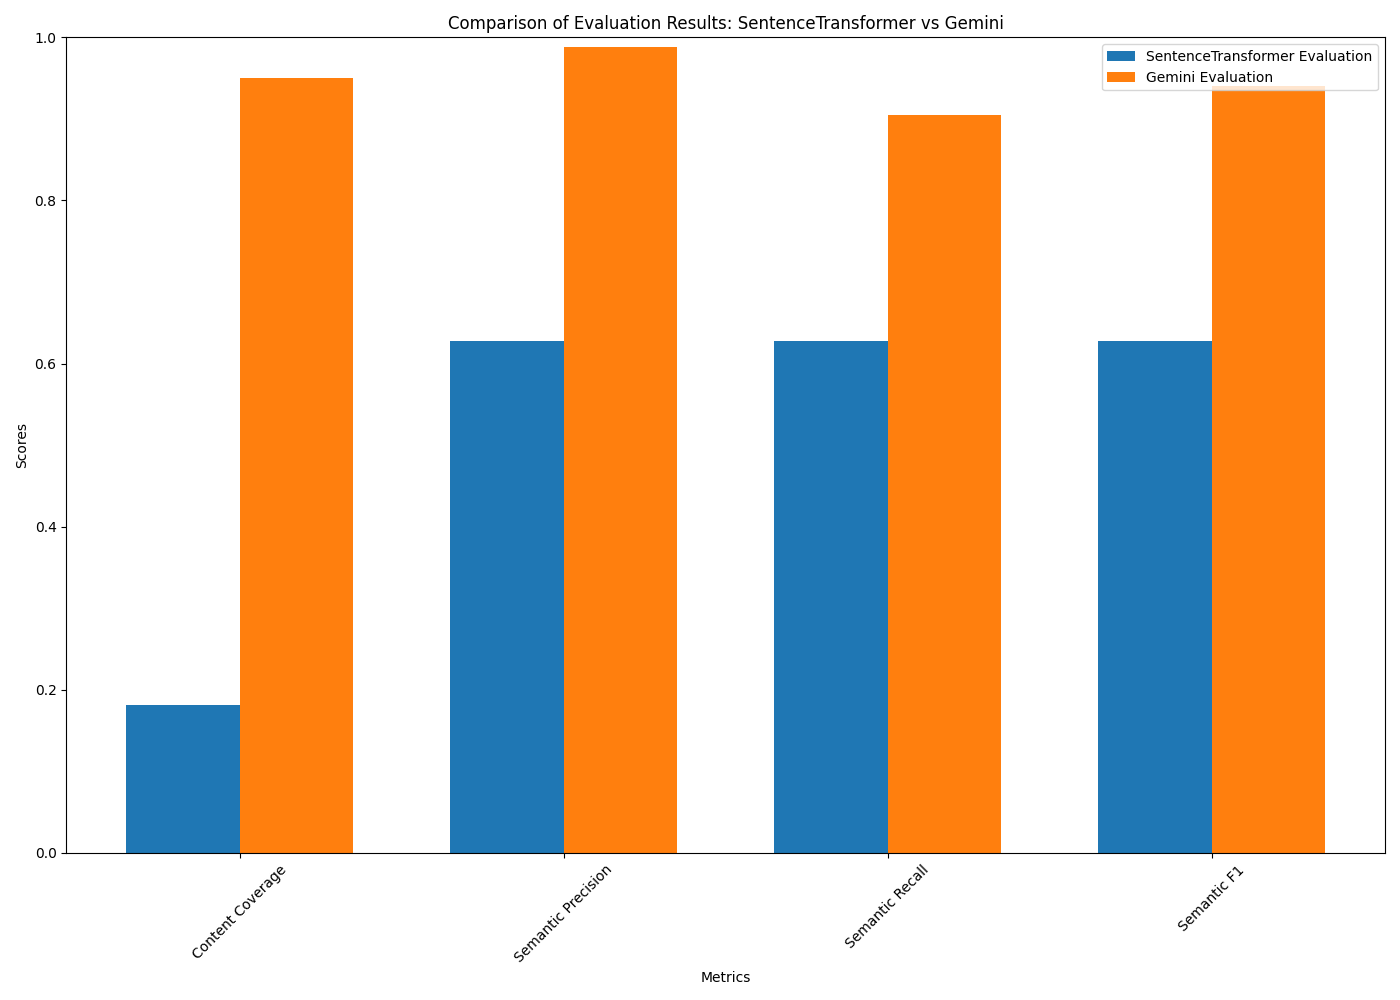 Comparison of Evaluation Results: SentenceTransformer vs Gemini
SentenceTransformer Evaluation
Gemini Evaluation
1.0
0.8
0.6
0.4
0.2
0.0
Scores
Content Coverage
Semantic Precision
Semantic Recall
Semantic F1
Metrics